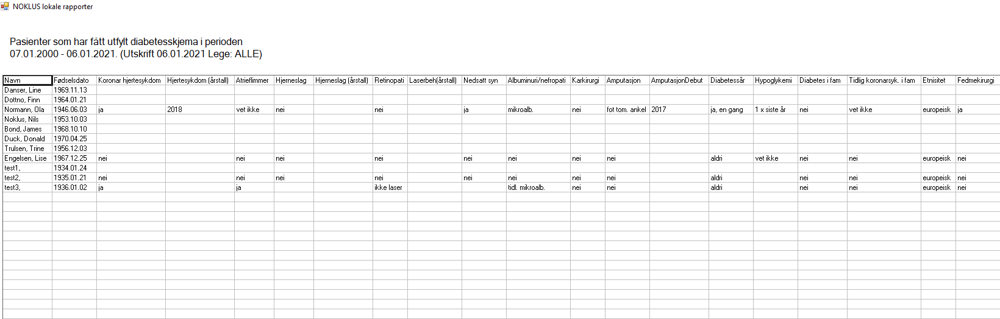 NOKLUS lokale rapporter
Pasienter som har fått utfylt diabetesskjema i perioden
07.01.2000 - 06.01.2021. (Utskrift 06.01.2021 Lege: ALLE)
Navn Fødselsdato Koronar hjertesykdom Hjertesykdom (årstall) Atrieflimmer Hjerneslag Hjerneslag (årstall) Retinopati Laserbeh(årstall) Nedsatt syn Albuminuri/nefropati Karkirurgi Amputasjon AmputasjonDebut Diabetessår Hypoglykemi Diabetes i fam Tidlig koronarsyk. i fam Etnisitet Fedmekirurgi
Danser, Line 1969.11.13
Dottno, Finn 1964.01.21
Normann, Ola 1946.06.03 ja 2018 vet ikke nei nei ja mikroalb. nei fot tom. ankel 2017 ja, en gang 1 x siste år nei vet ikke europeisk ja
Noklus, Nils 1953.10.03
Bond, James 1968.10.10
Duck, Donald 1970.04.25
Trulsen, Trine 1956.12.03
Engelsen, Lise 1967.12.25 nei nei nei nei nei nei nei nei aldri vet ikke nei nei europeisk nei
test1, 1934.01.24
test2, 1935.01.21 nei nei nei nei nei nei nei nei aldri nei nei europeisk nei
test3, 1936.01.02 ja ja ikke laser tidl. mikroalb. nei nei aldri nei nei europeisk nei